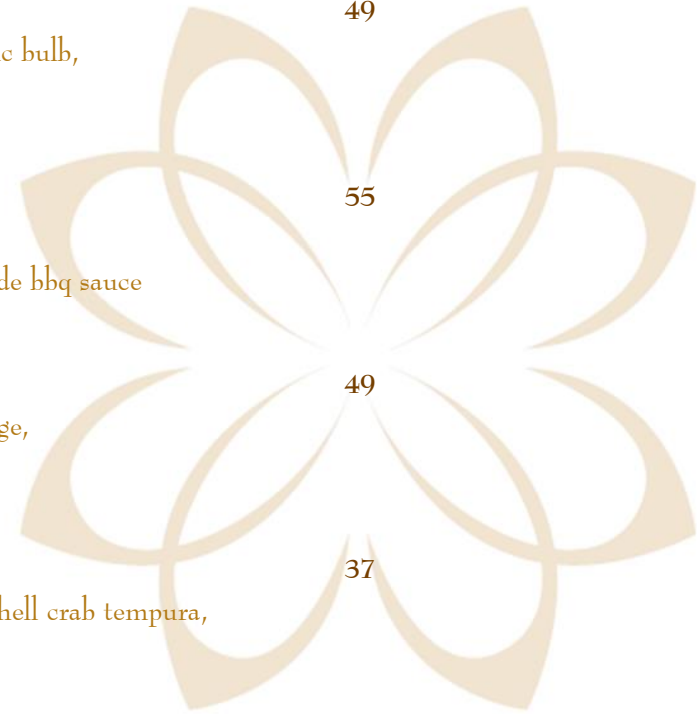 49
c bulb,
55
de bbq sauce
49
ge,
37
hell crab tempura,